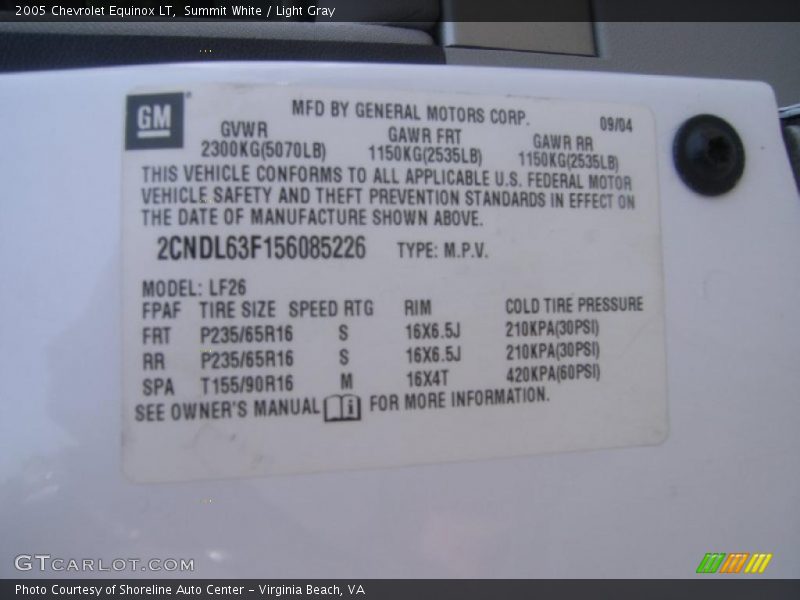 2005 Chevrolet Equinox LT, Summit White / Light Gray
GM
MFD BY GENERAL MOTORS CORP.
09/04
GVWR GAWR FRT GAWR RR
2300KG(5070LB) 1150KG(2535LB) 1150KG(2535LB)
THIS VEHICLE CONFORMS TO ALL APPLICABLE U.S. FEDERAL MOTOR
VEHICLE SAFETY AND THEFT PREVENTION STANDARDS IN EFFECT ON
THE DATE OF MANUFACTURE SHOWN ABOVE.
2CNDL63F156085226 TYPE: M.P.V.
MODEL: LF26
FPAF TIRE SIZE SPEED RTG RIM COLD TIRE PRESSURE
FRT P235/65R16 S 16X6.5J 210KPA(30PSI)
RR P235/65R16 S 16X6.5J 210KPA(30PSI)
SPA T155/90R16 M 16X4T 420KPA(60PSI)
SEE OWNER'S MANUAL i FOR MORE INFORMATION.
GTCARLOT.COM
Photo Courtesy of Shoreline Auto Center - Virginia Beach, VA